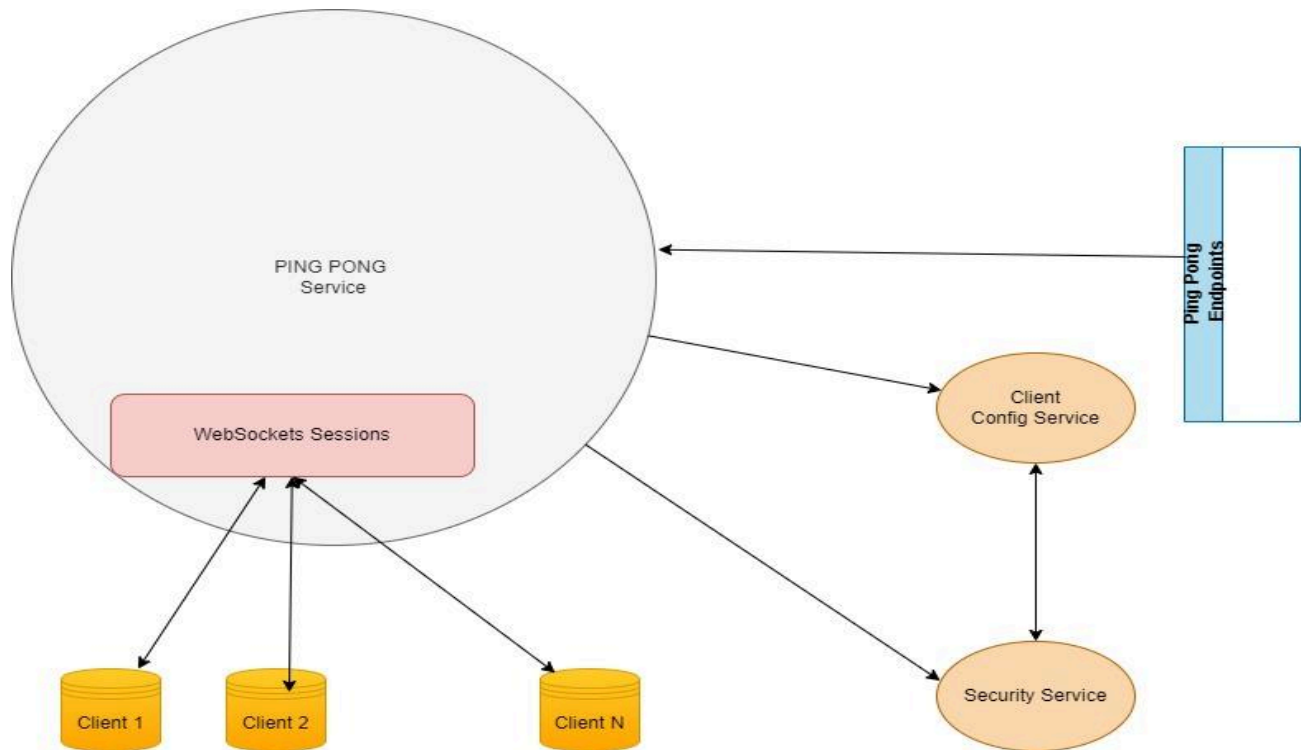 PING PONG
Service
WebSockets Sessions
Ping Pong
Endpoints
Client
Config Service
Security Service
Client 1
Client 2
Client N